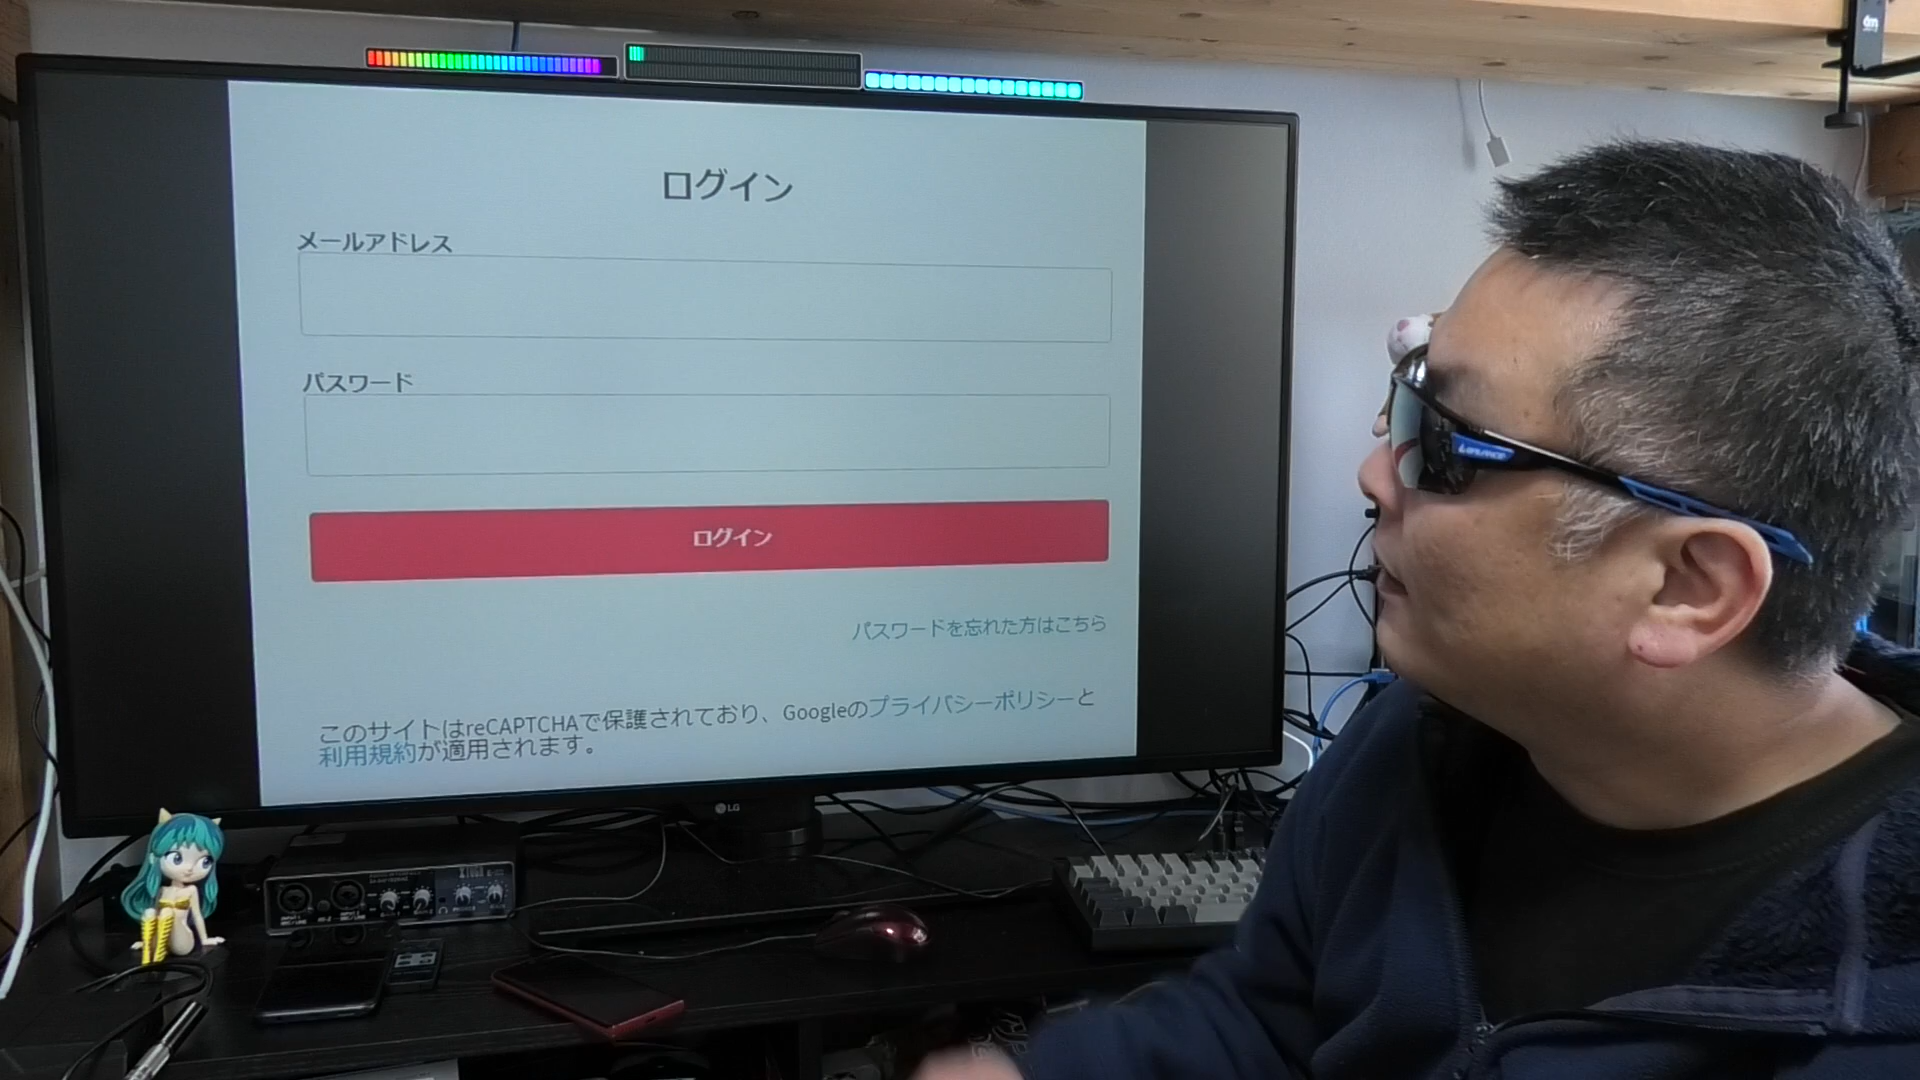 ログイン
メールアドレス
パスワード
ログイン
パスワードを忘れた方はこちら
このサイトはreCAPTCHAで保護されており、Googleのプライバシーポリシーと
利用規約が適用されます。
LG